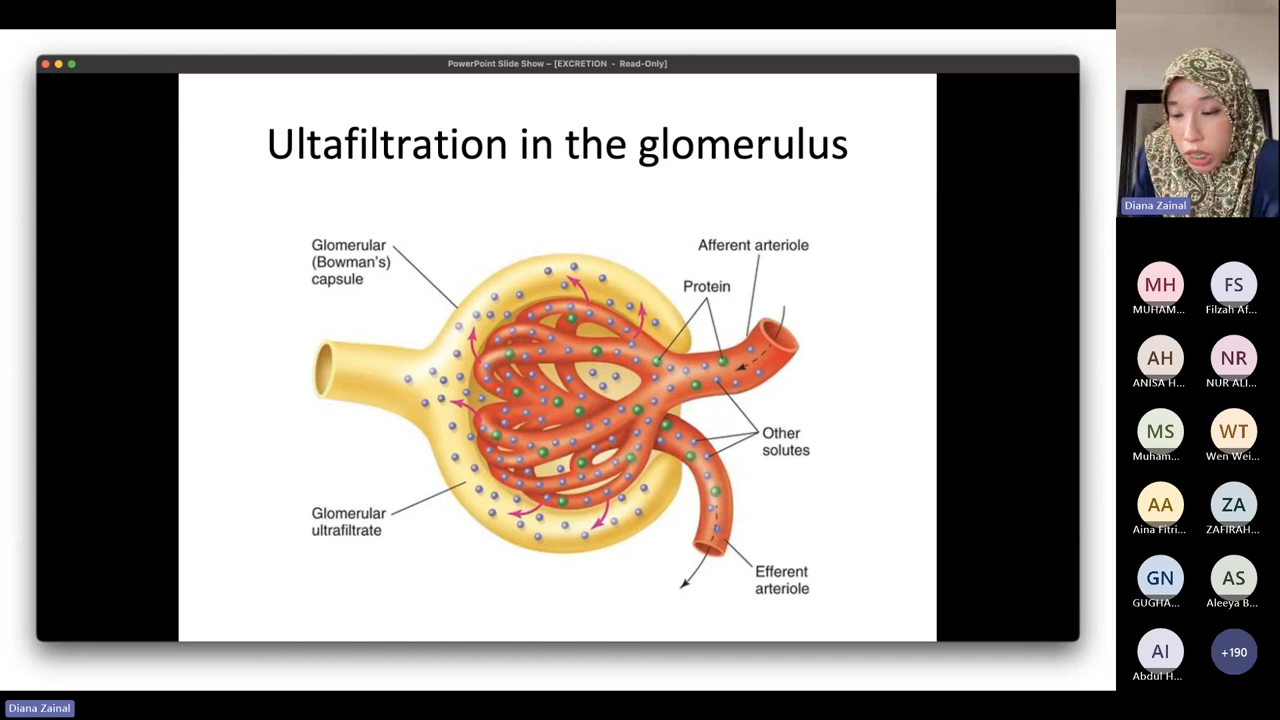 PowerPoint Slide Show – [EXCRETION - Read-Only]
Ultafiltration in the glomerulus
Glomerular
(Bowman's)
capsule
Afferent arteriole
Protein
Other
solutes
Glomerular
ultrafiltrate
Efferent
arteriole
Diana Zainal
MH
MUHAM...
FS
Filzah Af...
AH
ANISA H...
NR
NUR ALI...
MS
Muham...
WT
Wen Wei...
AA
Aina Fitri...
ZA
ZAFIRAH...
GN
GUGHA...
AS
Aleeya B...
AI
Abdul H...
+190
Diana Zainal